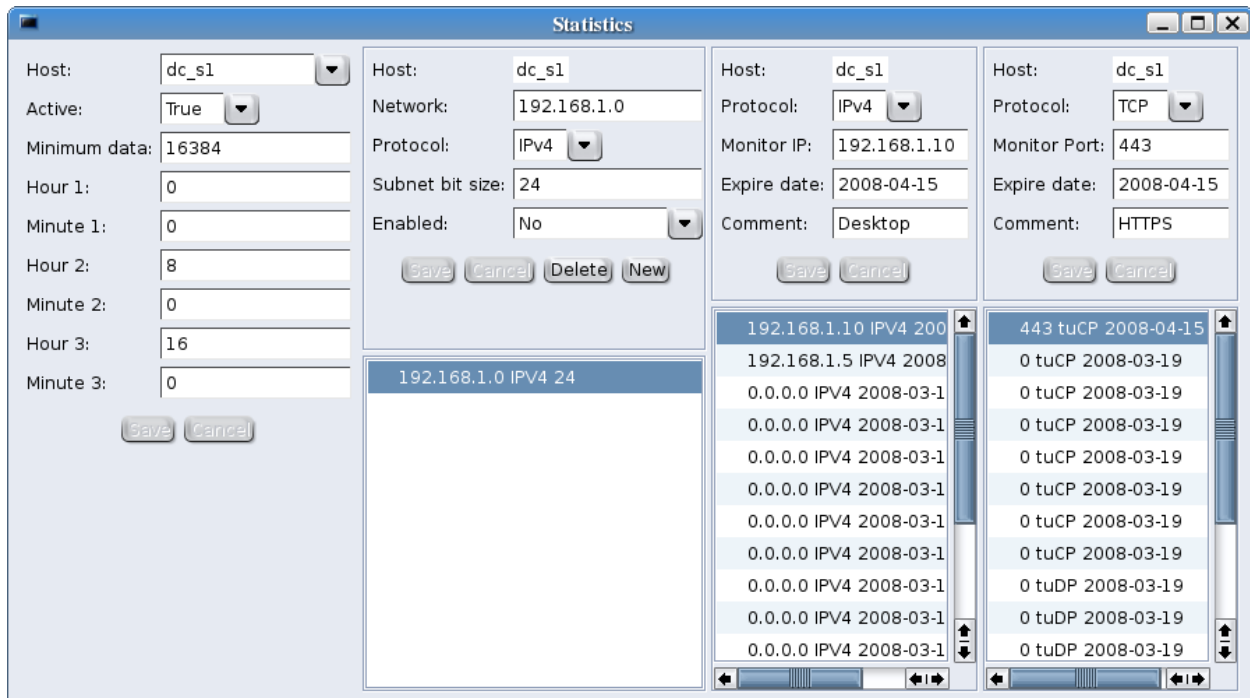 Statistics
Host: dc_s1
Active: True
Minimum data: 16384
Hour 1: 0
Minute 1: 0
Hour 2: 8
Minute 2: 0
Hour 3: 16
Minute 3: 0
Save Cancel
Host: dc_s1
Network: 192.168.1.0
Protocol: IPv4
Subnet bit size: 24
Enabled: No
Save Cancel Delete New
192.168.1.0 IPV4 24
Host: dc_s1
Protocol: IPv4
Monitor IP: 192.168.1.10
Expire date: 2008-04-15
Comment: Desktop
Save Cancel
192.168.1.10 IPV4 200
192.168.1.5 IPV4 2008
0.0.0.0 IPV4 2008-03-1
0.0.0.0 IPV4 2008-03-1
0.0.0.0 IPV4 2008-03-1
0.0.0.0 IPV4 2008-03-1
0.0.0.0 IPV4 2008-03-1
0.0.0.0 IPV4 2008-03-1
0.0.0.0 IPV4 2008-03-1
0.0.0.0 IPV4 2008-03-1
0.0.0.0 IPV4 2008-03-1
Host: dc_s1
Protocol: TCP
Monitor Port: 443
Expire date: 2008-04-15
Comment: HTTPS
Save Cancel
443 tuCP 2008-04-15
0 tuCP 2008-03-19
0 tuCP 2008-03-19
0 tuCP 2008-03-19
0 tuCP 2008-03-19
0 tuCP 2008-03-19
0 tuCP 2008-03-19
0 tuCP 2008-03-19
0 tuDP 2008-03-19
0 tuDP 2008-03-19
0 tuDP 2008-03-19